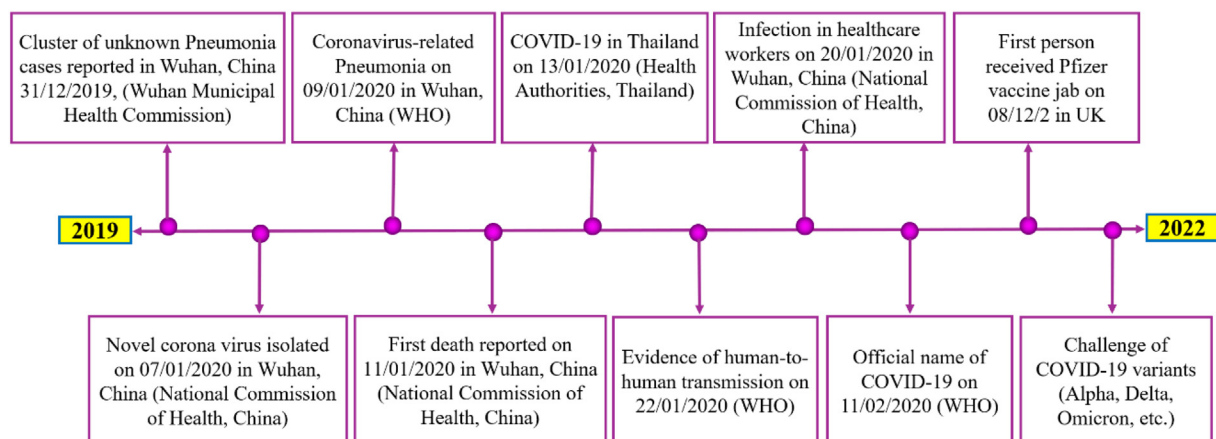 Cluster of unknown Pneumonia
cases reported in Wuhan, China
31/12/2019, (Wuhan Municipal
Health Commission)
Coronavirus-related
Pneumonia on
09/01/2020 in Wuhan,
China (WHO)
COVID-19 in Thailand
on 13/01/2020 (Health
Authorities, Thailand)
Infection in healthcare
workers on 20/01/2020 in
Wuhan, China (National
Commission of Health,
China)
First person
received Pfizer
vaccine jab on
08/12/2 in UK
2019
2022
Novel corona virus isolated
on 07/01/2020 in Wuhan,
China (National Commission
of Health, China)
First death reported on
11/01/2020 in Wuhan, China
(National Commission of
Health, China)
Evidence of human-to-
human transmission on
22/01/2020 (WHO)
Official name of
COVID-19 on
11/02/2020 (WHO)
Challenge of
COVID-19 variants
(Alpha, Delta,
Omicron, etc.)